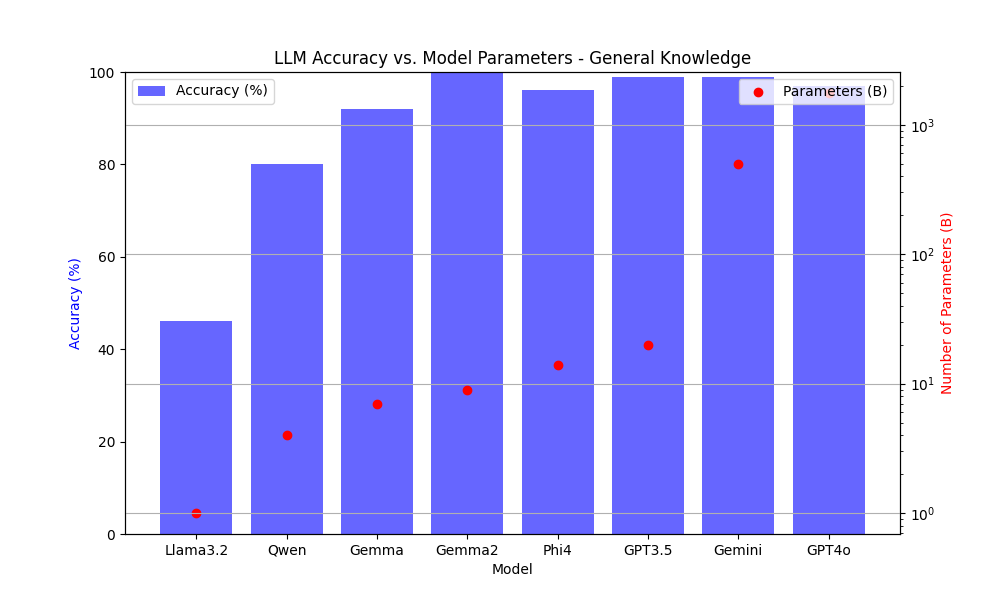 LLM Accuracy vs. Model Parameters - General Knowledge
Accuracy (%)
Parameters (B)
100
80
60
40
20
0
Accuracy (%)
10³
10²
10¹
10⁰
Number of Parameters (B)
Llama3.2 Qwen Gemma Gemma2 Phi4 GPT3.5 Gemini GPT4o
Model